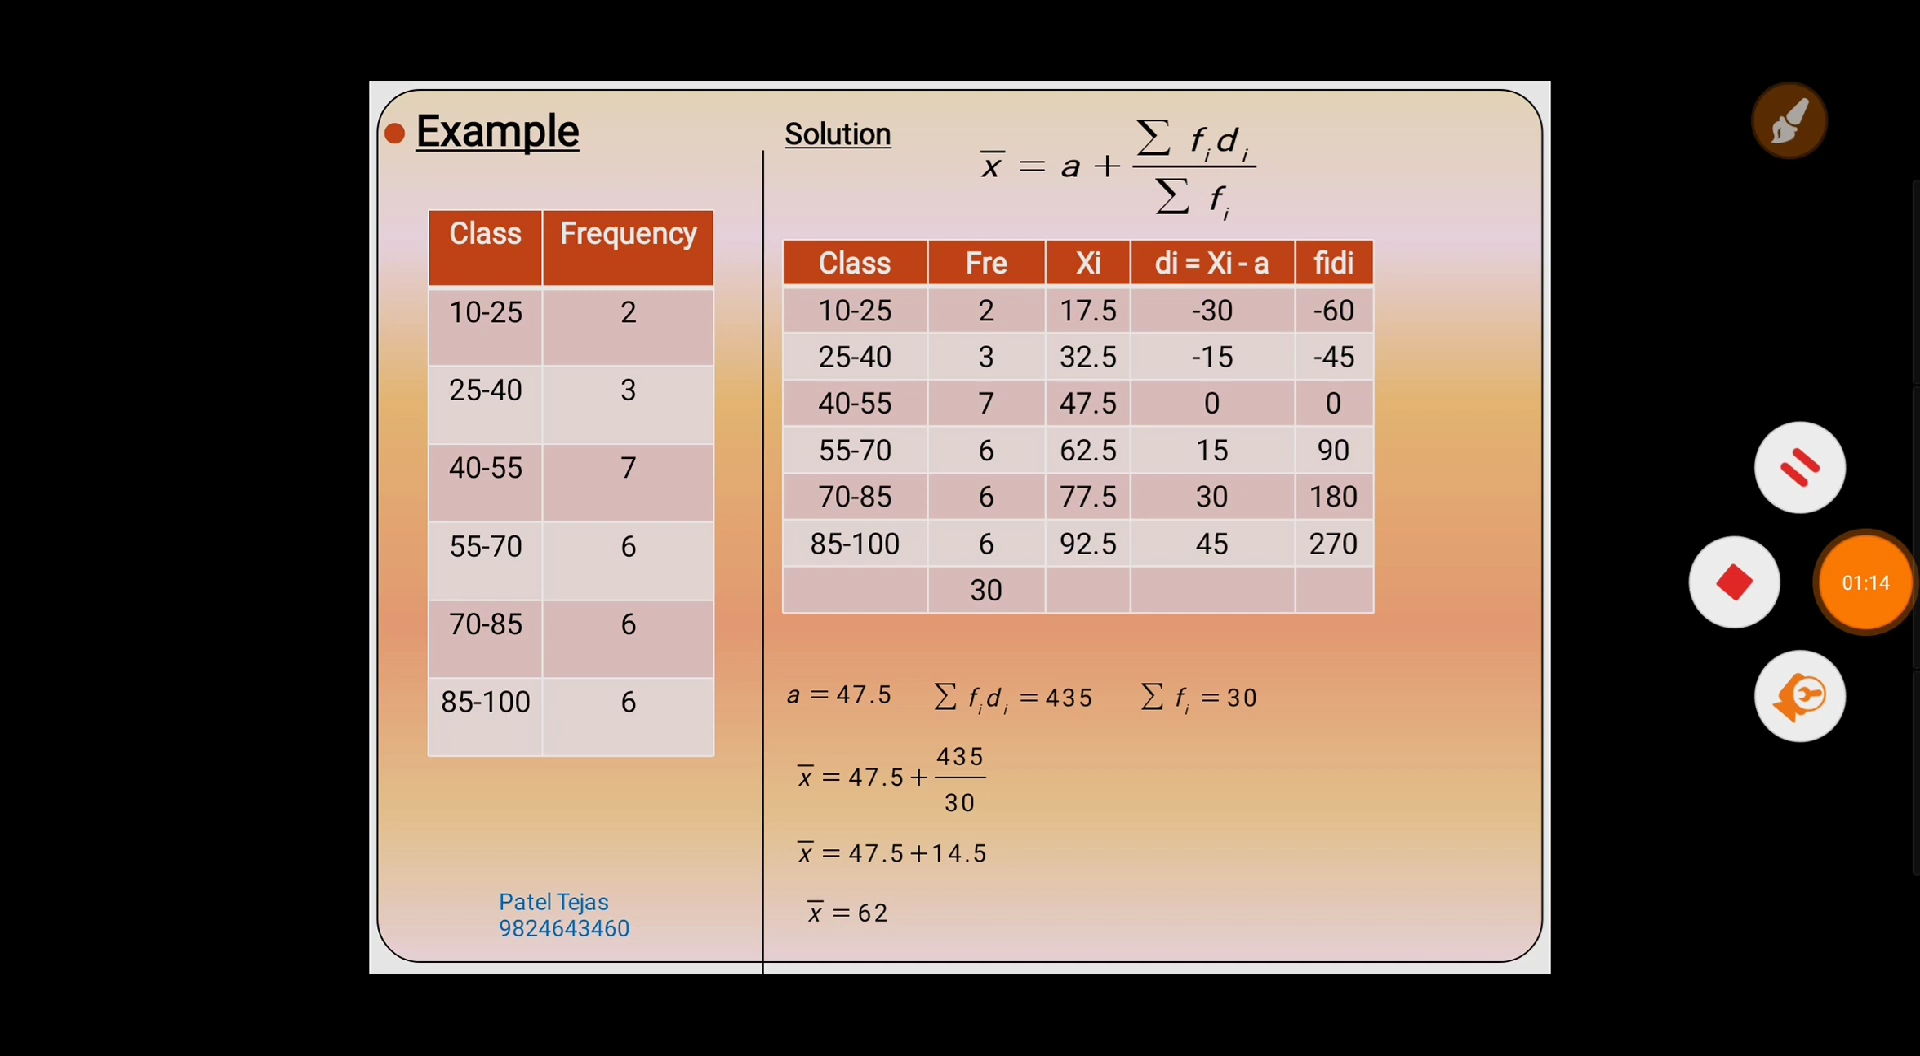 Example
Class Frequency
10-25 2
25-40 3
40-55 7
55-70 6
70-85 6
85-100 6
Patel Tejas
9824643460
Solution
x̅ = a + ∑ fᵢdᵢ / ∑ fᵢ
Class Fre Xi di = Xi - a fidi
10-25 2 17.5 -30 -60
25-40 3 32.5 -15 -45
40-55 7 47.5 0 0
55-70 6 62.5 15 90
70-85 6 77.5 30 180
85-100 6 92.5 45 270
30
a = 47.5 ∑ fᵢdᵢ = 435 ∑ fᵢ = 30
x̅ = 47.5 + 435 / 30
x̅ = 47.5+14.5
x̅ = 62
01:14